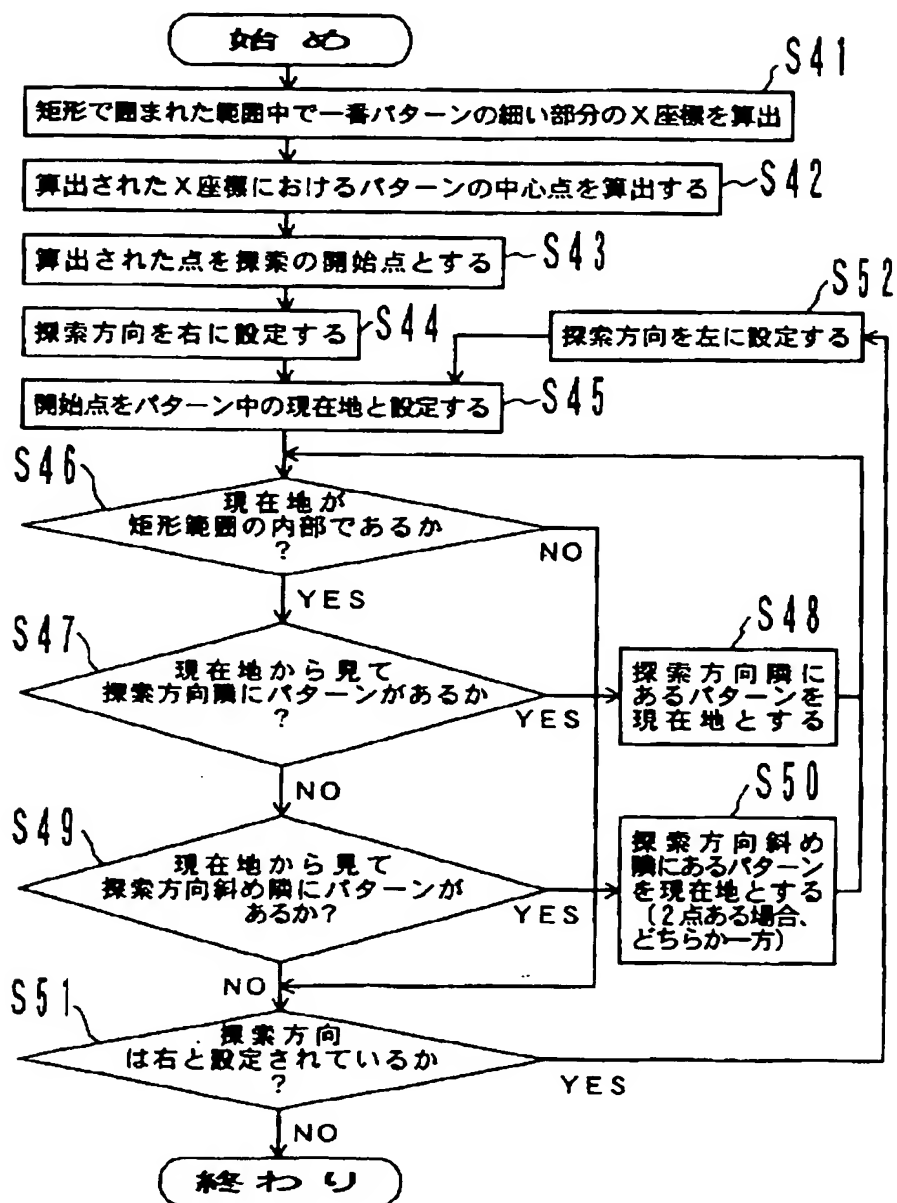 始め
S41
矩形で囲まれた範囲中で一番パターンの細い部分のX座標を算出
算出されたX座標におけるパターンの中心点を算出する
S42
算出された点を探索の開始点とする
S43
S52
探索方向を右に設定する
S44
探索方向を左に設定する
開始点をパターン中の現在地と設定する
S45
S46
現在地が
矩形範囲の内部であるか
?
NO
YES
S47
現在地から見て
探索方向隣にパターンがあるか
?
YES
NO
S48
探索方向隣に
あるパターンを
現在地とする
S49
現在地から見て
探索方向斜め隣にパターンが
あるか?
YES
NO
S50
探索方向斜め
隣にあるパターン
を現在地とする
(2点ある場合、
どちらか一方)
S51
探索方向
は右と設定されているか
?
YES
NO
終わり